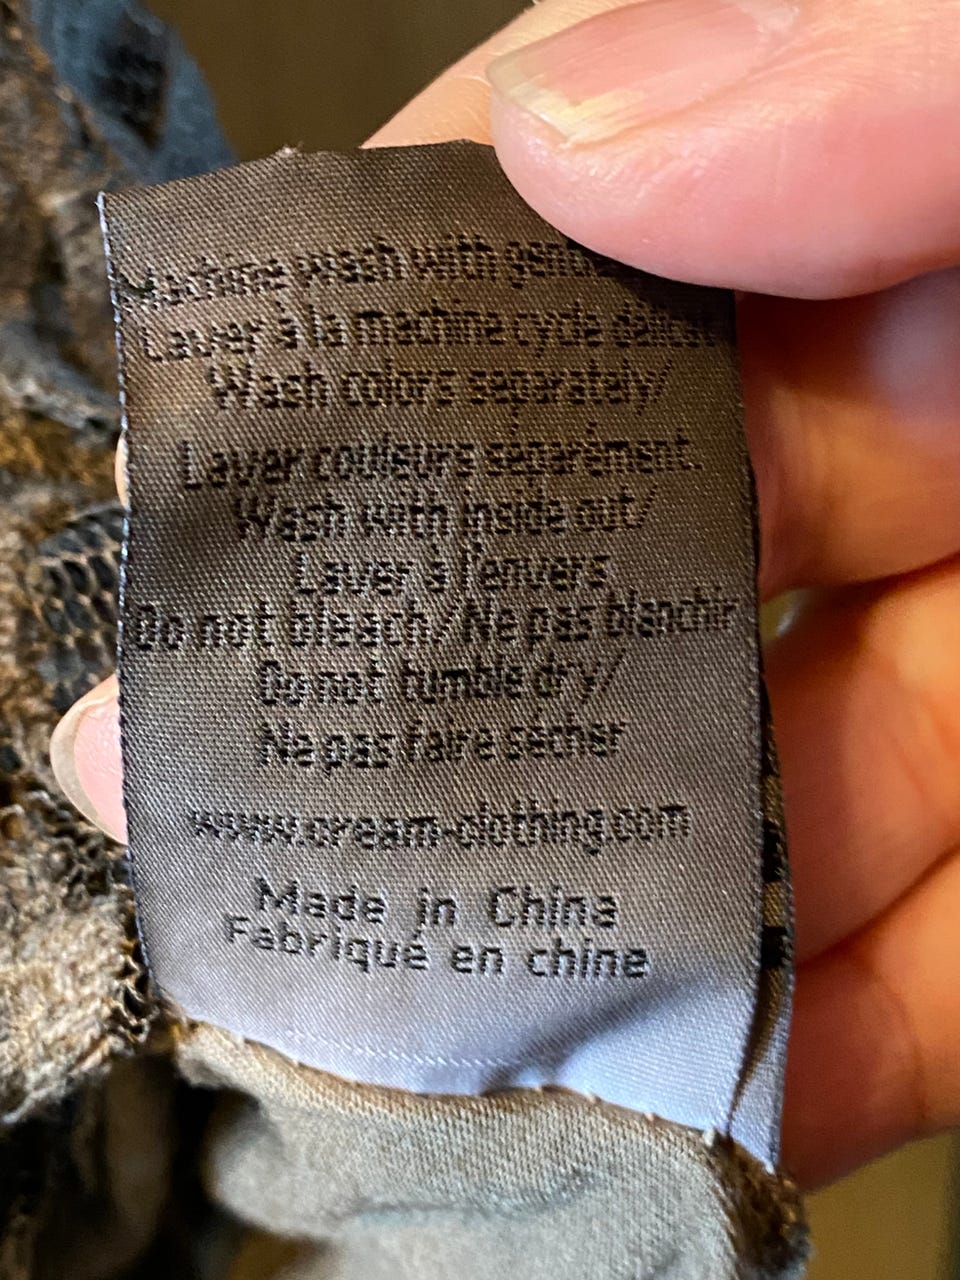 Machine wash with
Laver à la machine cycle
Wash colors separately/
Laver couleurs séparément.
Wash with inside out/
Laver à l'envers
Do not bleach/Ne pas blanchir
Do not tumble dry/
Ne pas faire sécher
www.cream-clothing.com
Made in China
Fabriqué en chine